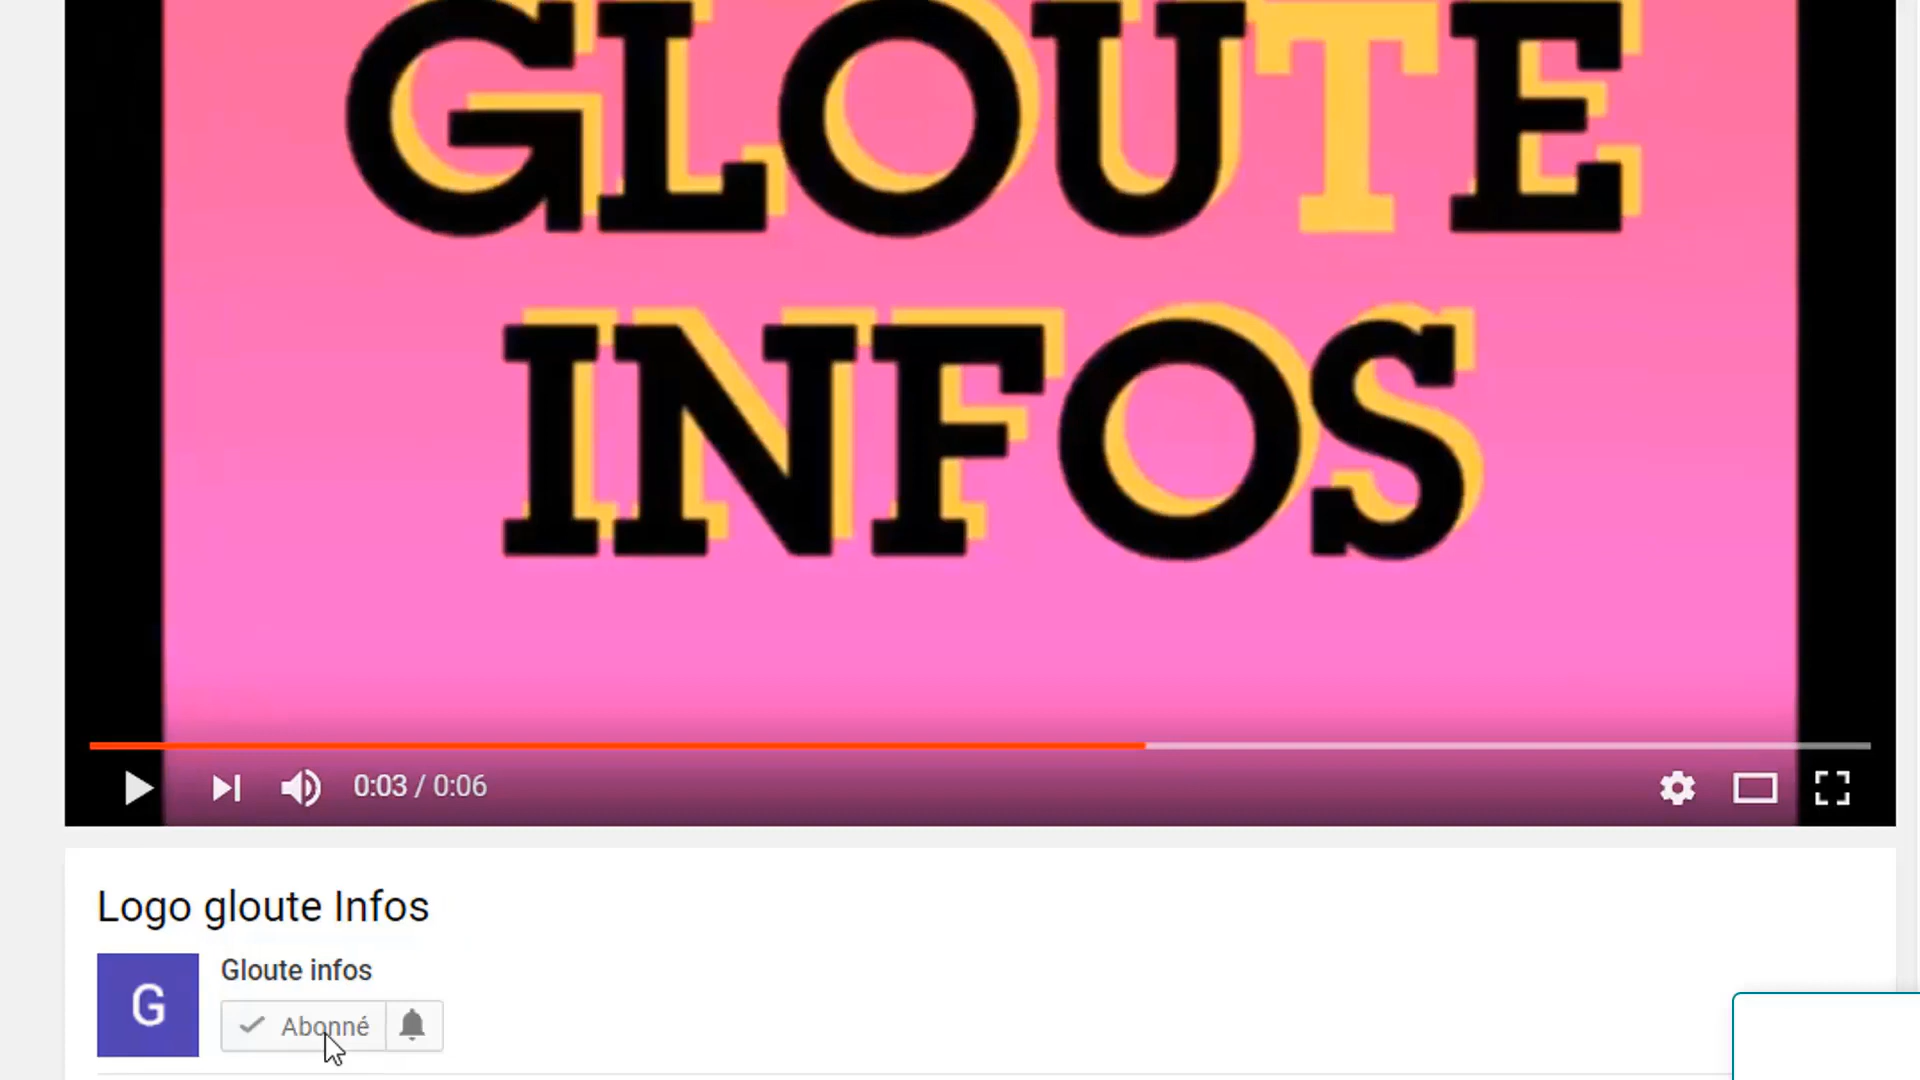 GLOUTE
INFOS
0:03 / 0:06
Logo gloute Infos
G
Gloute infos
Abonné